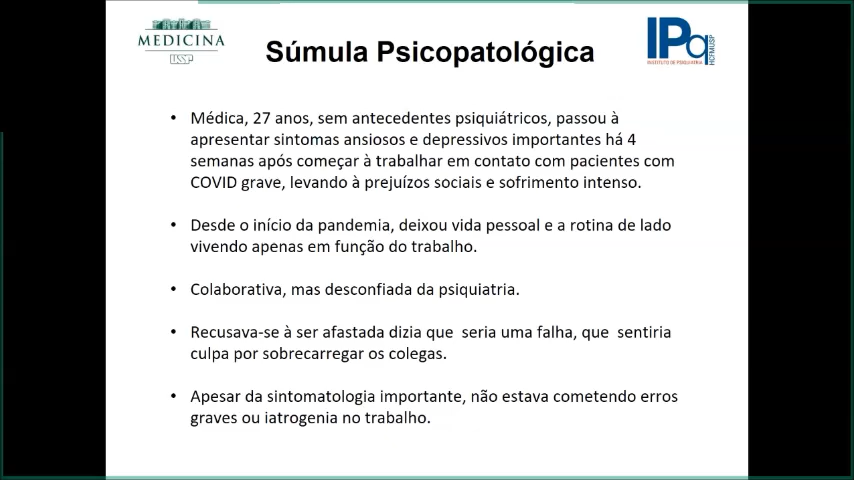 MEDICINA
USP
Súmula Psicopatológica
IPq
INSTITUTO DE PSIQUIATRIA
HCFMUSP
• Médica, 27 anos, sem antecedentes psiquiátricos, passou à
apresentar sintomas ansiosos e depressivos importantes há 4
semanas após começar à trabalhar em contato com pacientes com
COVID grave, levando à prejuízos sociais e sofrimento intenso.
• Desde o início da pandemia, deixou vida pessoal e a rotina de lado
vivendo apenas em função do trabalho.
• Colaborativa, mas desconfiada da psiquiatria.
• Recusava-se à ser afastada dizia que seria uma falha, que sentiria
culpa por sobrecarregar os colegas.
• Apesar da sintomatologia importante, não estava cometendo erros
graves ou iatrogenia no trabalho.